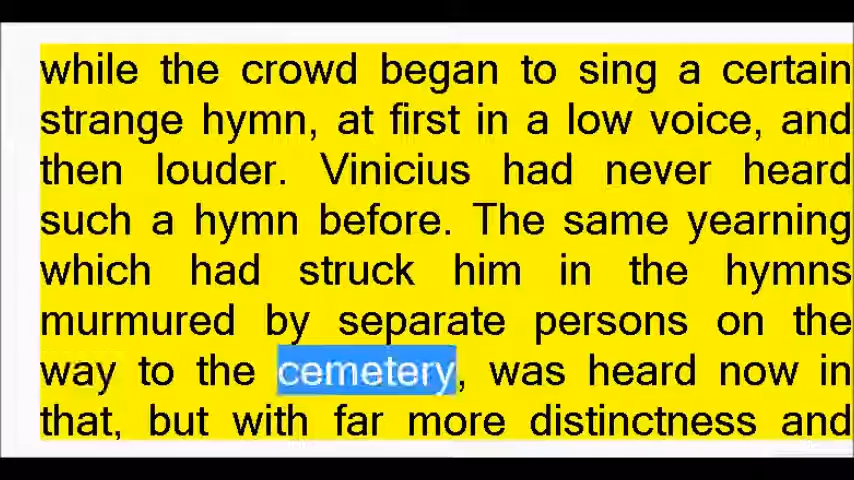 while the crowd began to sing a certain
strange hymn, at first in a low voice, and
then louder. Vinicius had never heard
such a hymn before. The same yearning
which had struck him in the hymns
murmured by separate persons on the
way to the cemetery, was heard now in
that, but with far more distinctness and